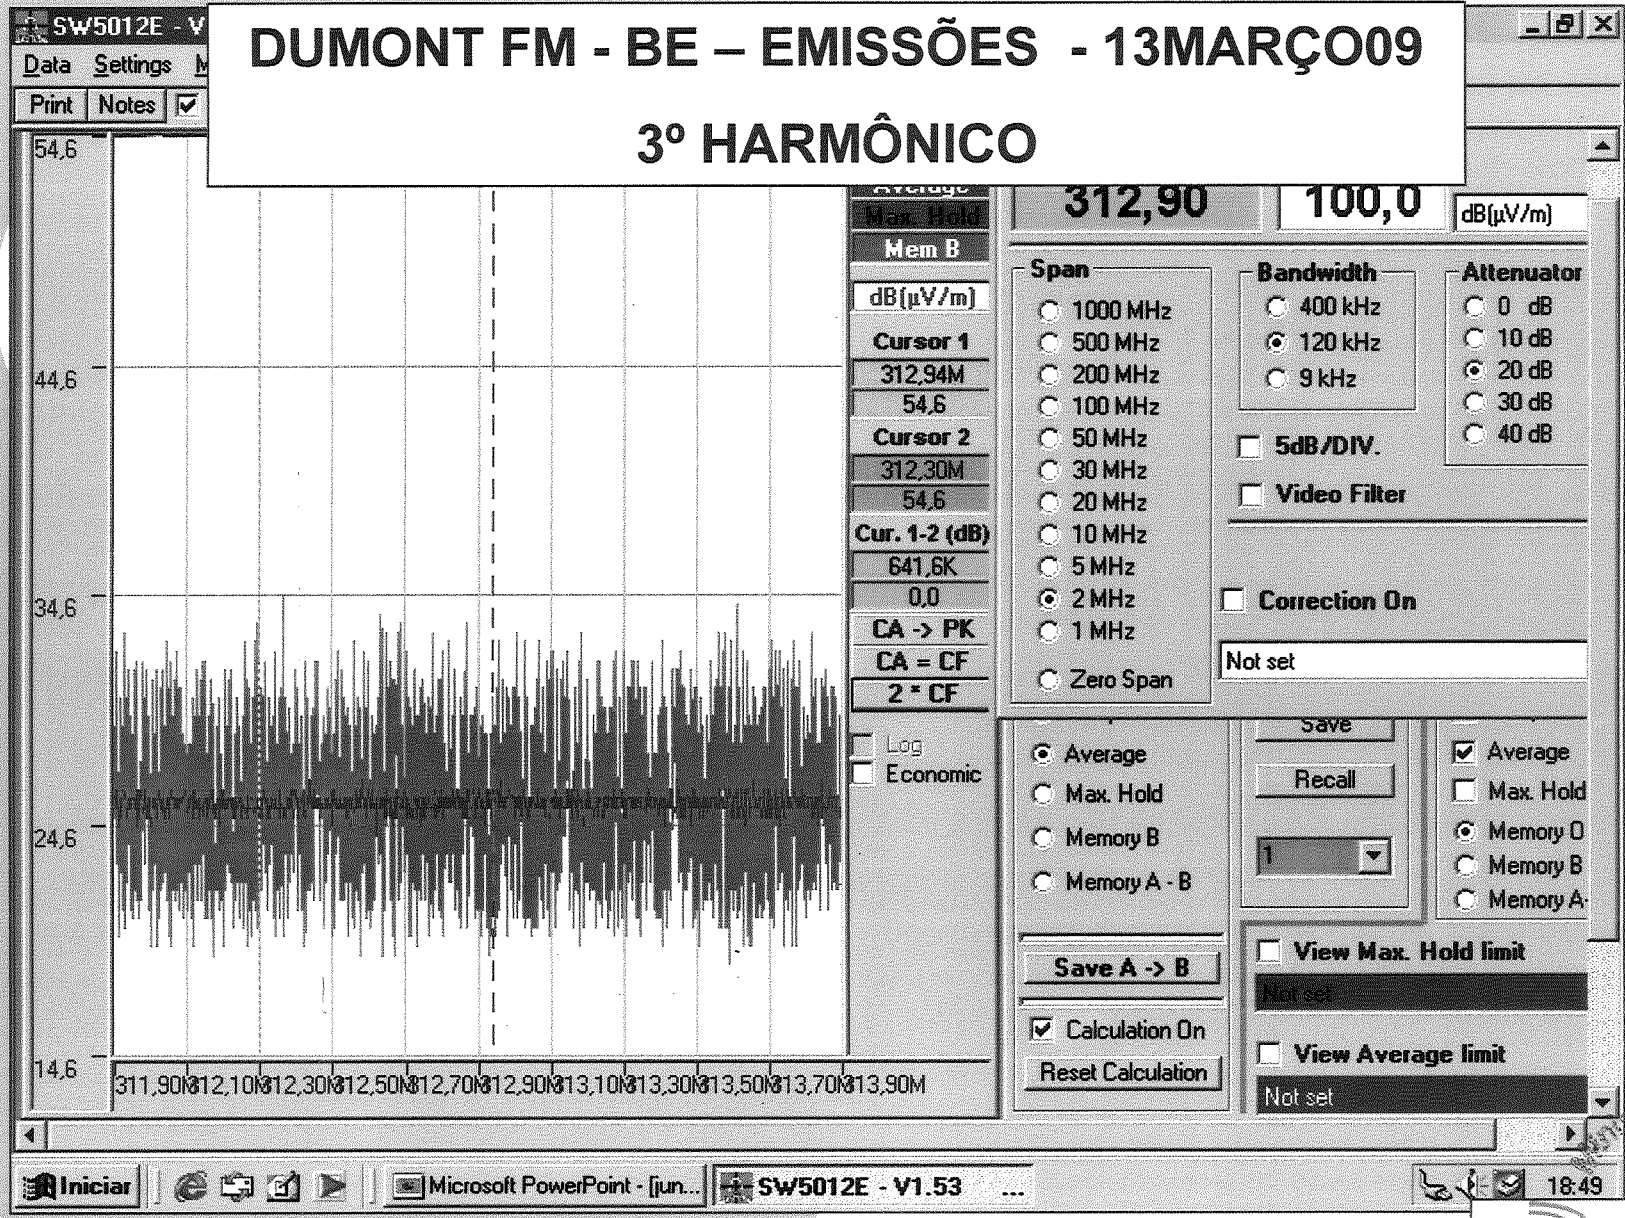 SW5012E - V
DUMONT FM - BE – EMISSÕES - 13MARÇO09
3º HARMÔNICO
Data Settings M
Print Notes
54,6
44,6
34,6
24,6
14,6
311,90M 312,10M 312,30M 312,50M 312,70M 312,90M 313,10M 313,30M 313,50M 313,70M 313,90M
Average
Max. Hold
Mem B
dB(µV/m)
Cursor 1
312,94M
54,6
Cursor 2
312,30M
54,6
Cur. 1-2 (dB)
641,6K
0,0
CA -> PK
CA = CF
2 * CF
Log
Economic
312,90 100,0 dB(µV/m)
Span
1000 MHz
500 MHz
200 MHz
100 MHz
50 MHz
30 MHz
20 MHz
10 MHz
5 MHz
2 MHz
1 MHz
Zero Span
Bandwidth
400 kHz
120 kHz
9 kHz
5dB/DIV.
Video Filter
Attenuator
0 dB
10 dB
20 dB
30 dB
40 dB
Correction On
Not set
Average
Max. Hold
Memory B
Memory A - B
Save A -> B
Calculation On
Reset Calculation
Save
Recall
1
Average
Max. Hold
Memory O
Memory B
Memory A-
View Max. Hold limit
Not set
View Average limit
Not set
Iniciar Microsoft PowerPoint - [jun... SW5012E - V1.53 ... 18:49